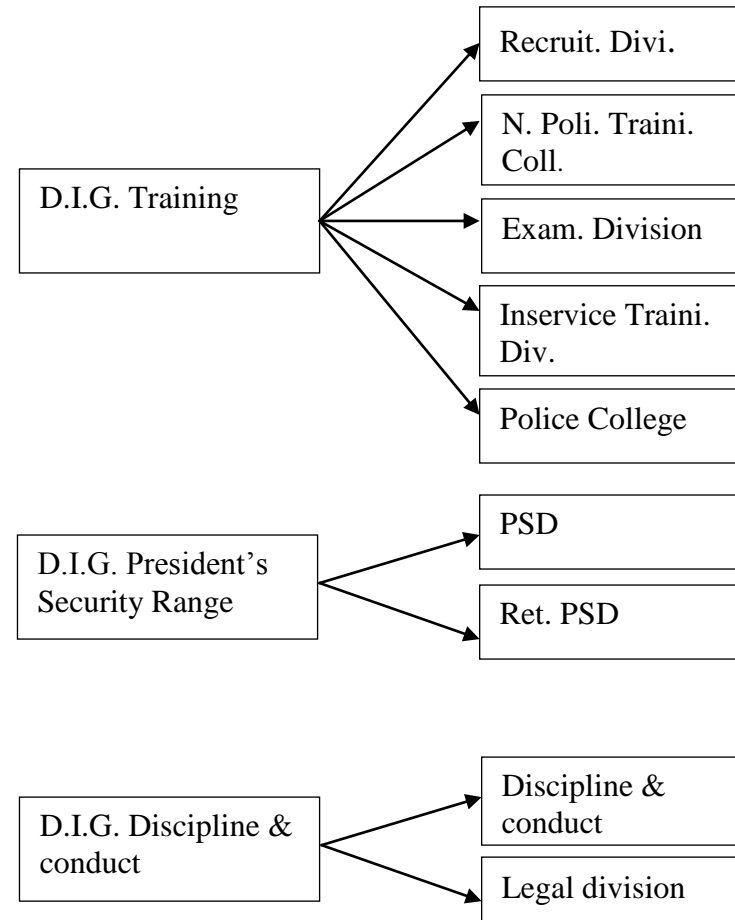 Recruit. Divi.
N. Poli. Traini.
Coll.
D.I.G. Training
Exam. Division
Inservice Traini.
Div.
Police College
PSD
D.I.G. President’s
Security Range
Ret. PSD
Discipline &
conduct
D.I.G. Discipline &
conduct
Legal division